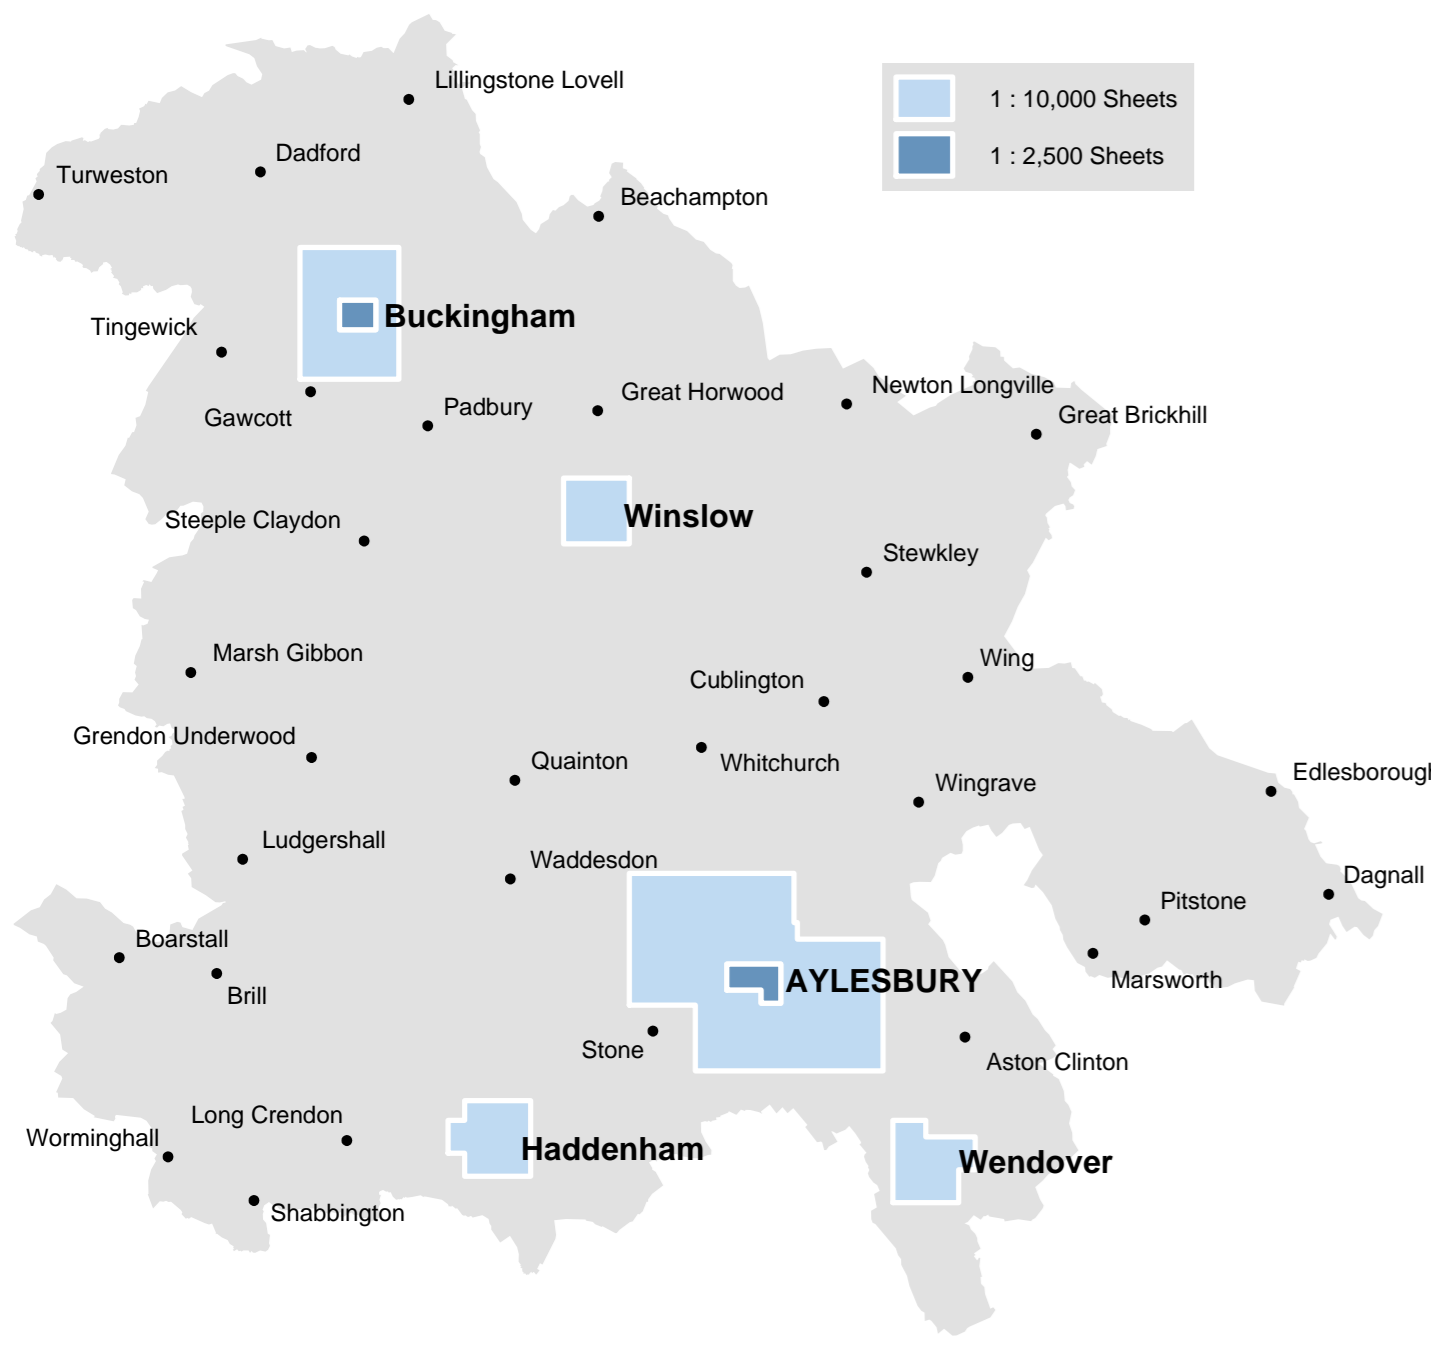 Lillingstone Lovell
1 : 10,000 Sheets
Dadford
1 : 2,500 Sheets
Turweston
Beachampton
Buckingham
Tingewick
Newton Longville
Great Horwood
Padbury
Great Brickhill
Gawcott
Winslow
Steeple Claydon
Stewkley
Marsh Gibbon
Wing
Cublington
Grendon Underwood
Quainton
Whitchurch
Edlesborough
Wingrave
Ludgershall
Waddesdon
Dagnall
Pitstone
Boarstall
AYLESBURY
Marsworth
Brill
Stone
Aston Clinton
Long Crendon
Worminghall
Haddenham
Wendover
Shabbington